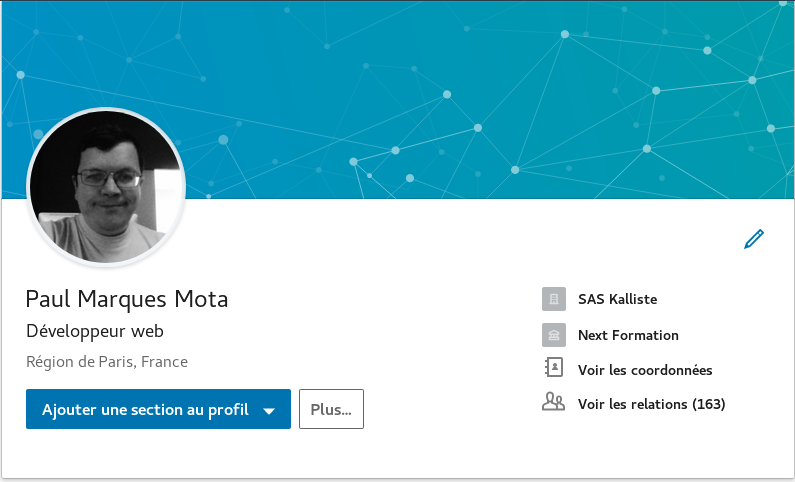 Paul Marques Mota
Développeur web
Région de Paris, France
Ajouter une section au profil
Plus...
SAS Kalliste
Next Formation
Voir les coordonnées
Voir les relations (163)